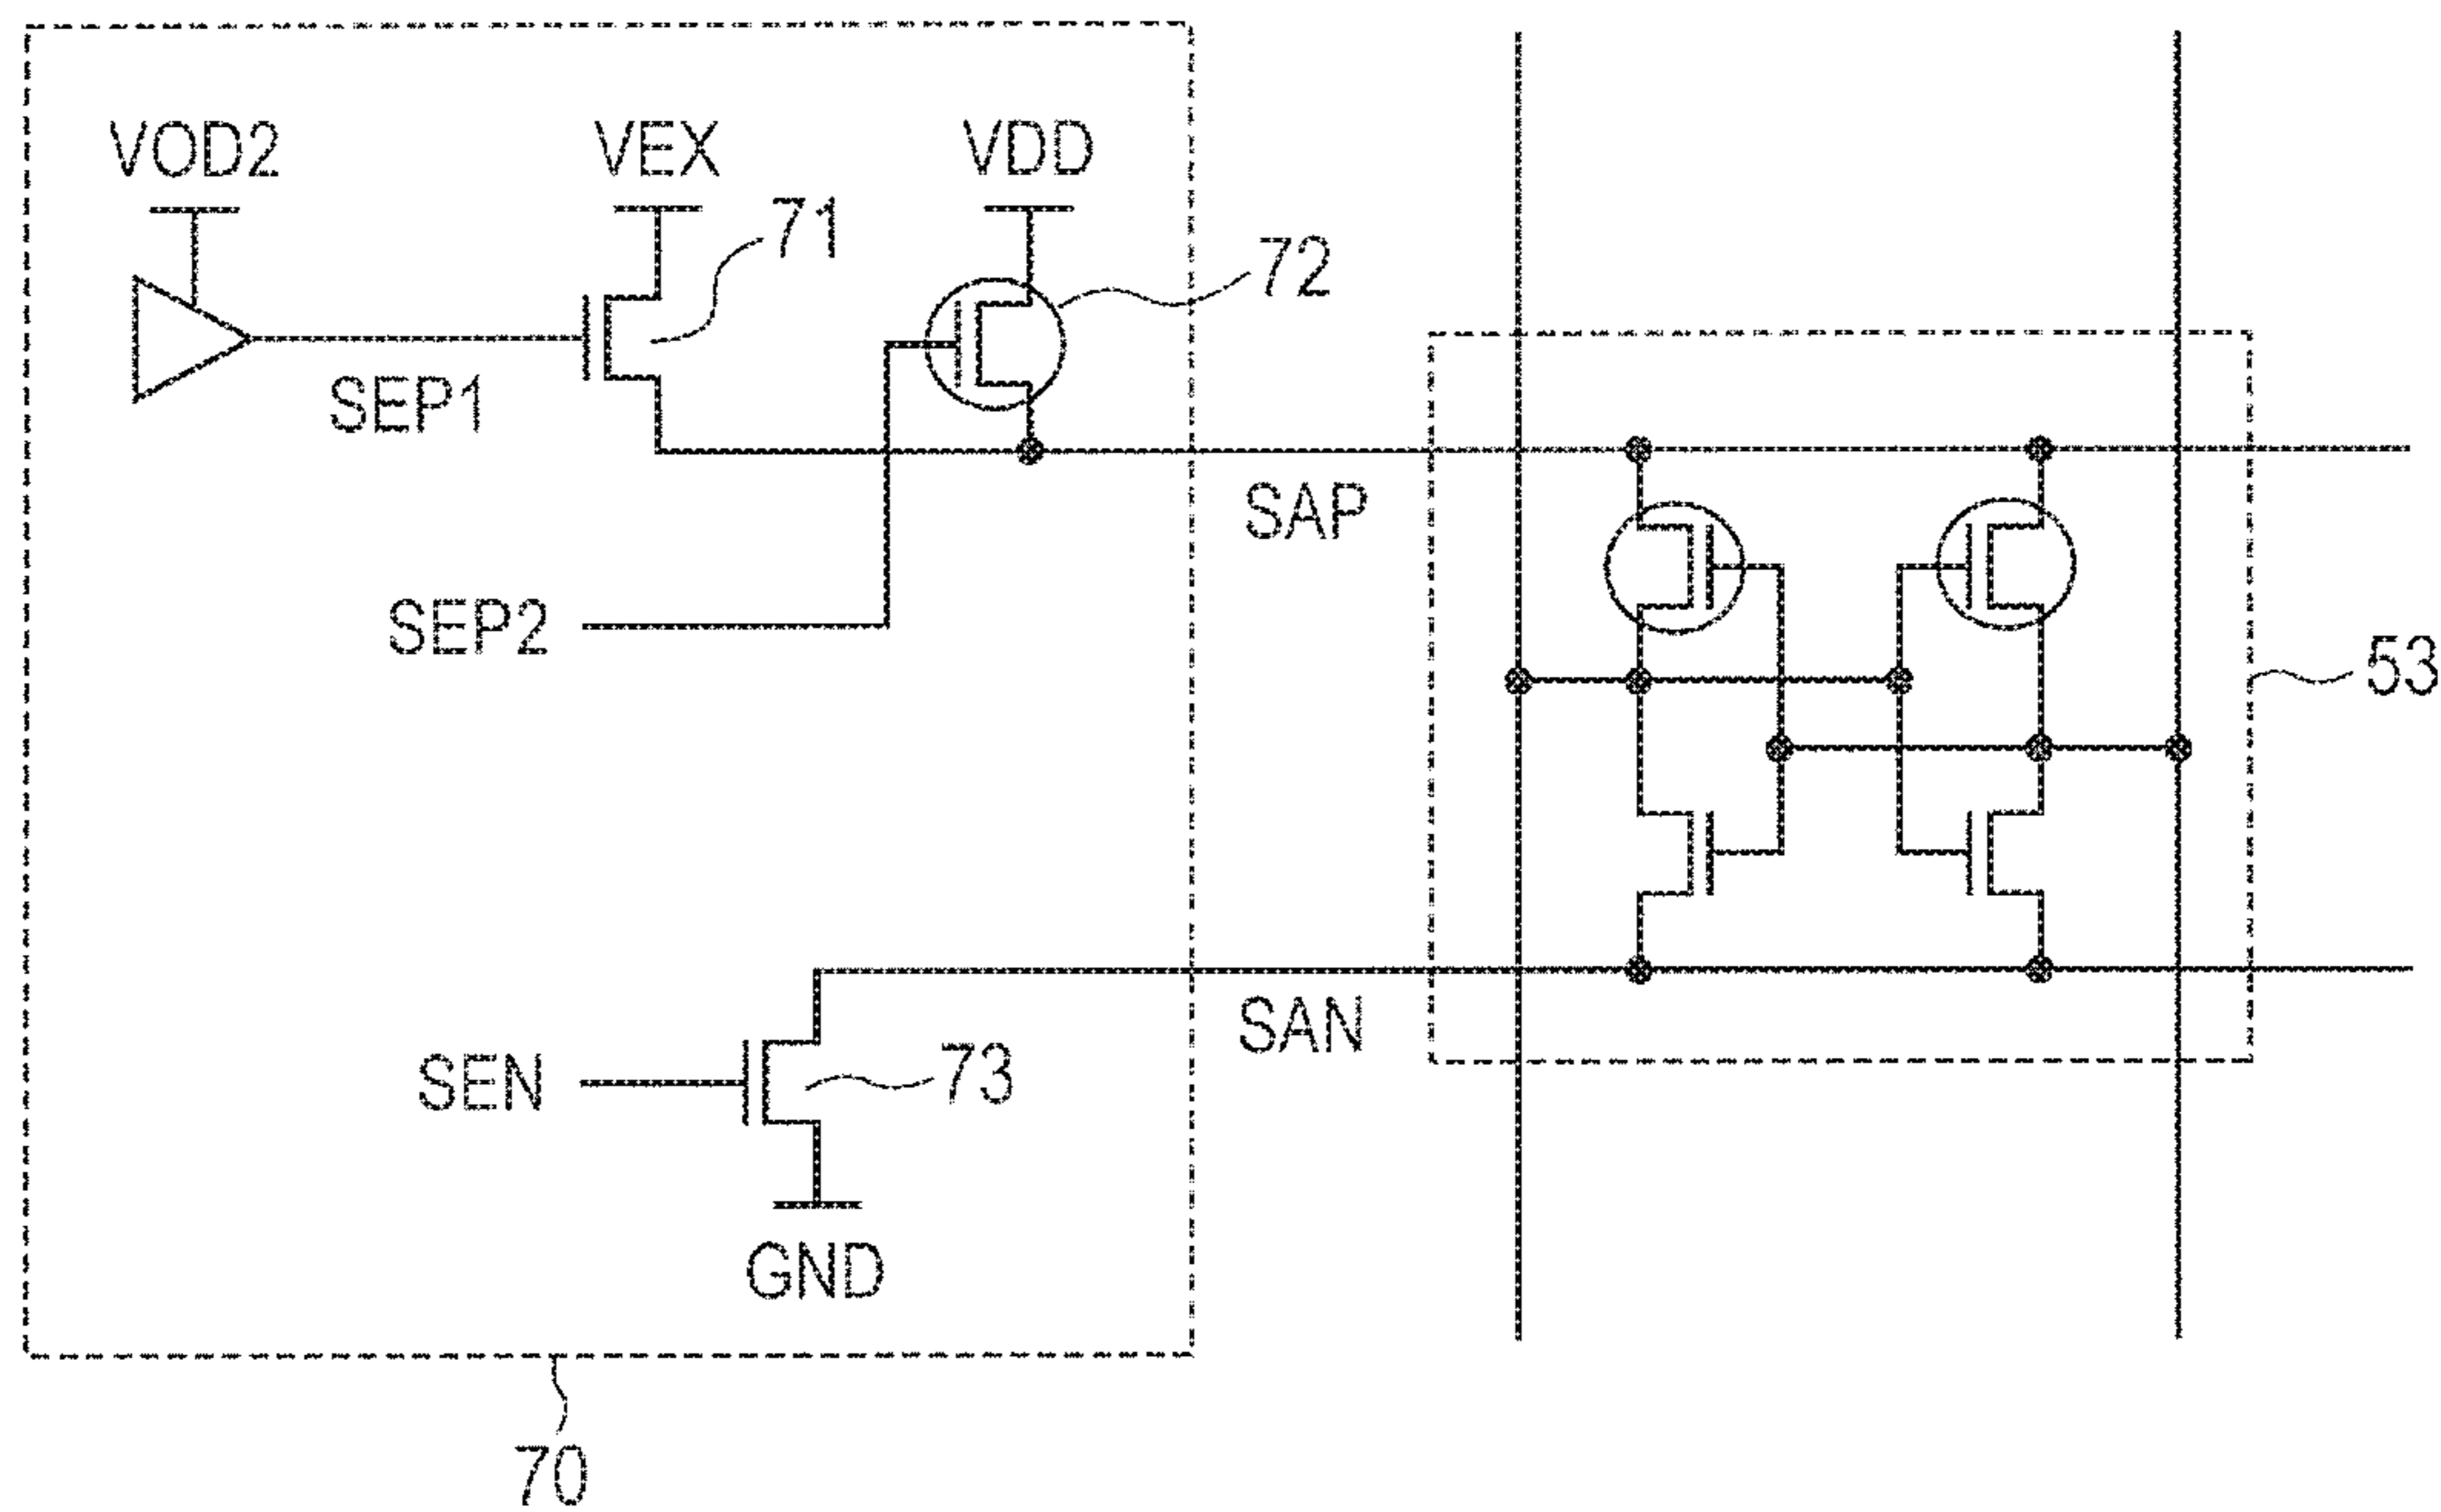 VOD2
VEX
VDD
71
72
SEP1
SAP
SEP2
53
SAN
SEN
73
GND
70